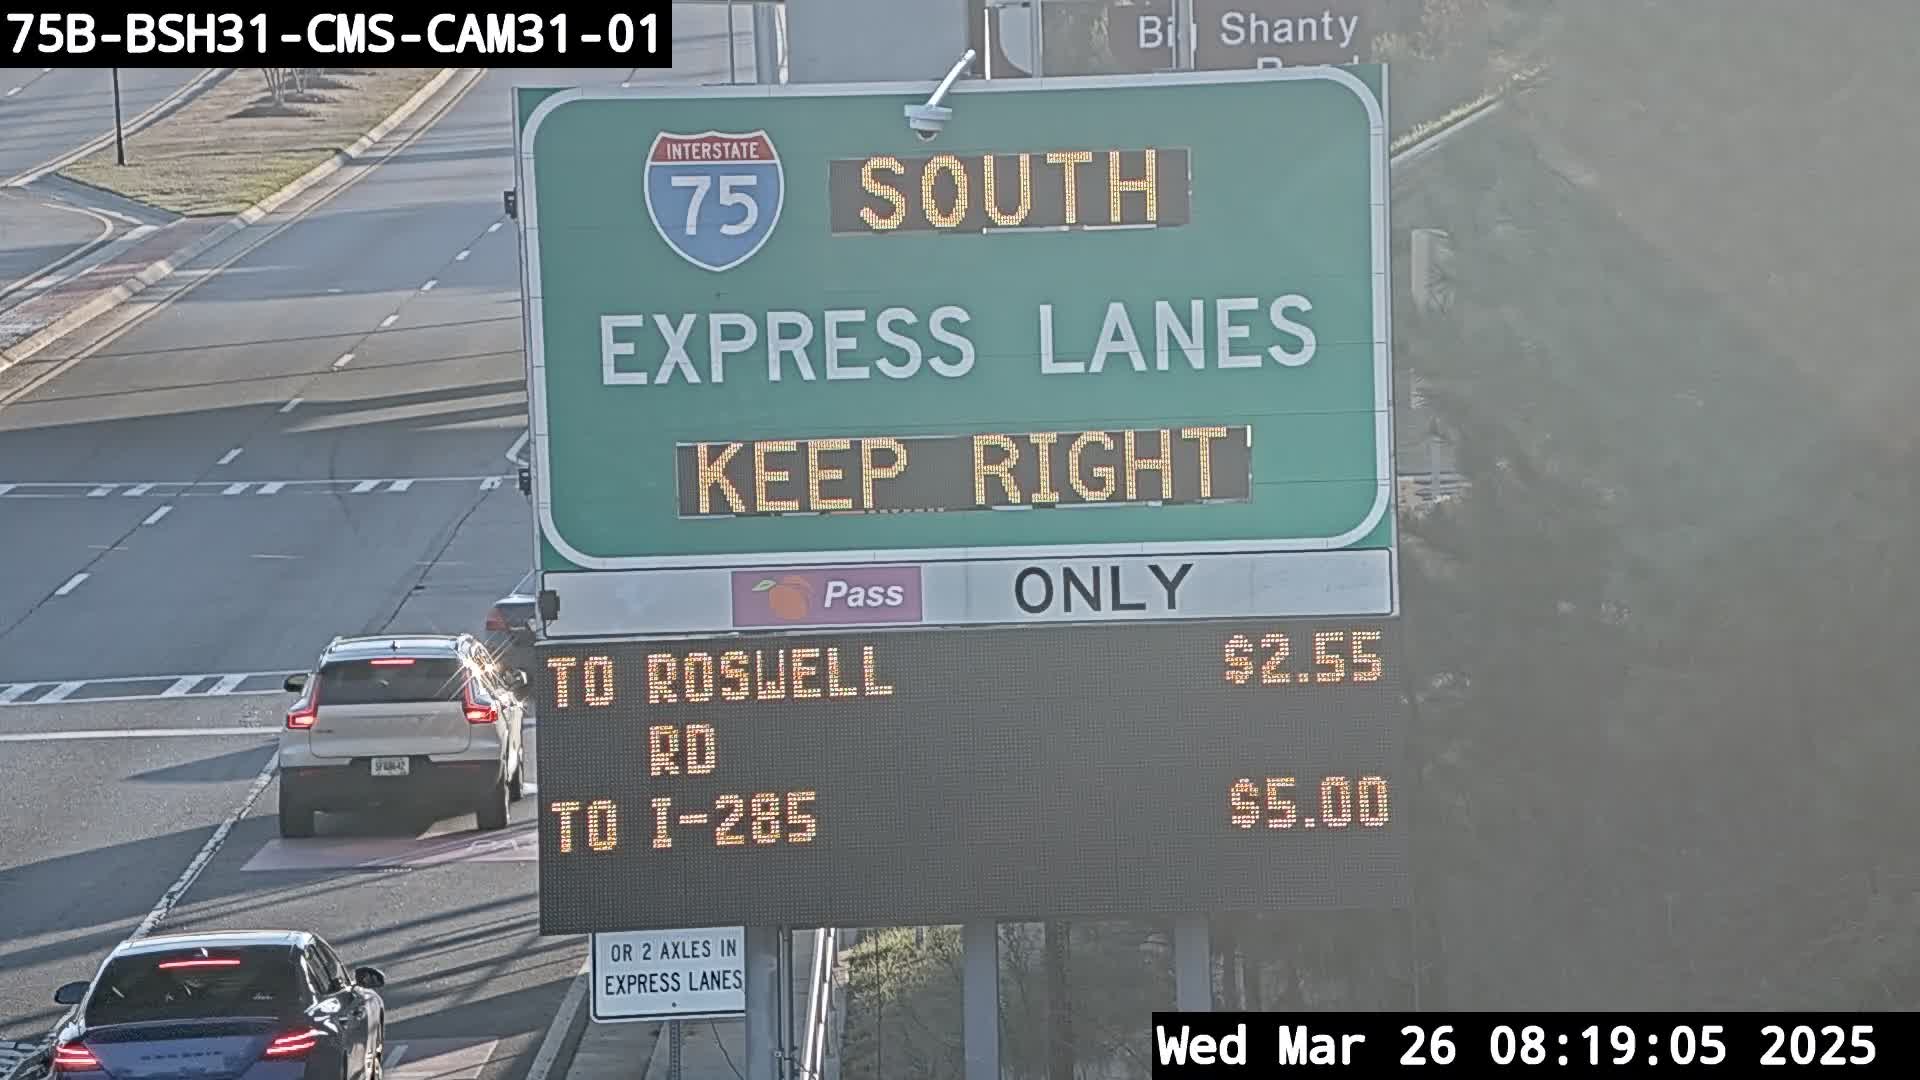 75B-BSH31-CMS-CAM31-01
Big Shanty
INTERSTATE
75
SOUTH
EXPRESS LANES
KEEP RIGHT
Pass
ONLY
TO ROSWELL $2.55
RD
TO I-285 $5.00
OR 2 AXLES IN
EXPRESS LANES
Wed Mar 26 08:19:05 2025